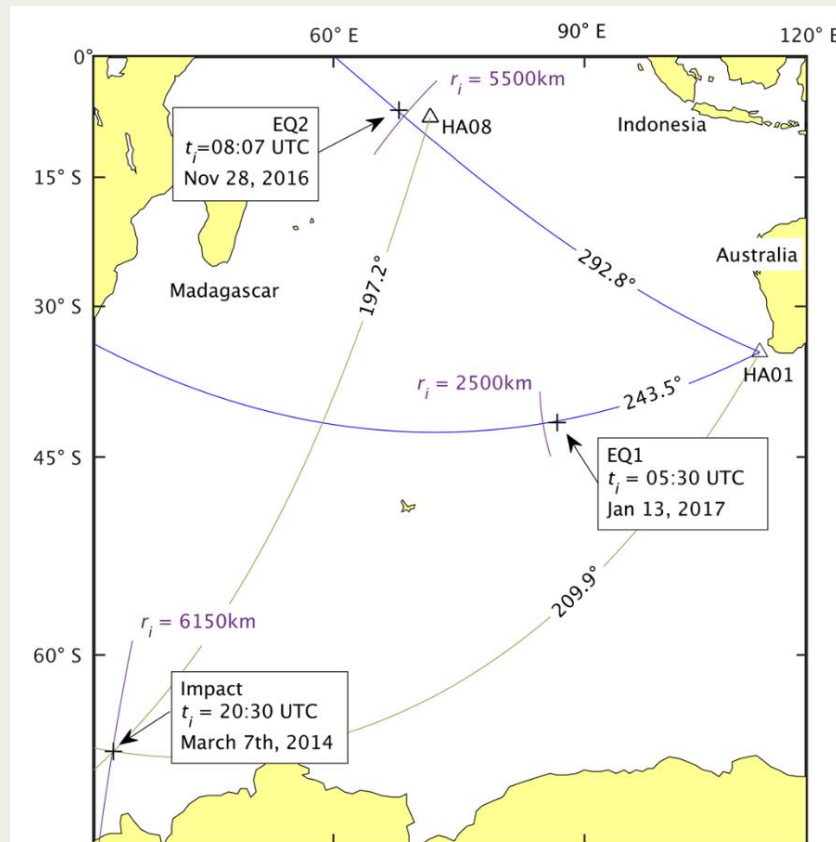 60° E
90° E
120° E
0°
r_i = 5500km
EQ2
t_i=08:07 UTC
Nov 28, 2016
HA08
Indonesia
15° S
197.2°
292.8°
Australia
Madagascar
30° S
HA01
r_i = 2500km
243.5°
45° S
EQ1
t_i = 05:30 UTC
Jan 13, 2017
209.9°
r_i = 6150km
60° S
Impact
t_i = 20:30 UTC
March 7th, 2014